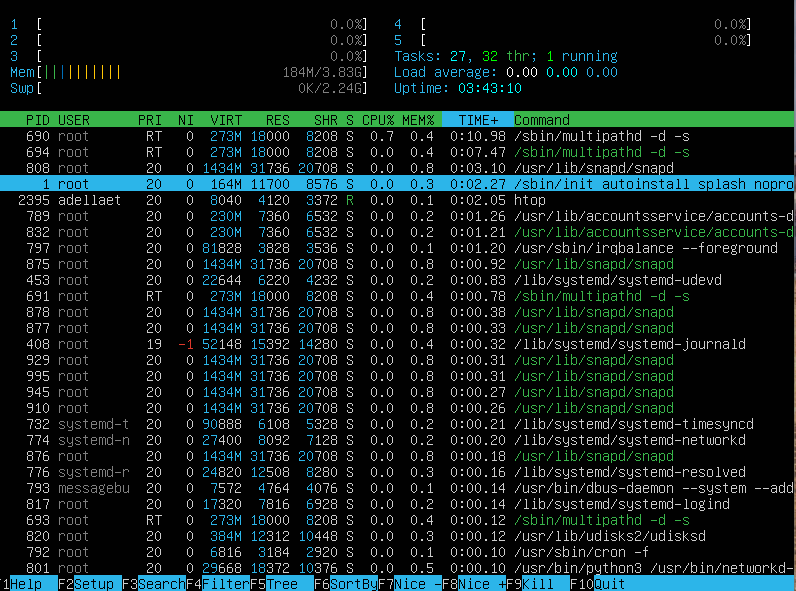 1 [ 0.0%] 4 [ 0.0%]
2 [ 0.0%] 5 [ 0.0%]
3 [ 0.0%] Tasks: 27, 32 thr; 1 running
Mem[||||||||||| 184M/3.83G] Load average: 0.00 0.00 0.00
Swp[ 0K/2.24G] Uptime: 03:43:10
PID USER PRI NI VIRT RES SHR S CPU% MEM% TIME+ Command
690 root RT 0 273M 18000 8208 S 0.7 0.4 0:10.98 /sbin/multipathd -d -s
694 root RT 0 273M 18000 8208 S 0.0 0.4 0:07.47 /sbin/multipathd -d -s
808 root 20 0 1434M 31736 20708 S 0.0 0.8 0:03.10 /usr/lib/snapd/snapd
1 root 20 0 164M 11700 8576 S 0.0 0.3 0:02.27 /sbin/init autoinstall splash nopro
2395 adellaet 20 0 8040 4120 3372 R 0.0 0.1 0:02.05 htop
789 root 20 0 230M 7360 6532 S 0.0 0.2 0:01.26 /usr/lib/accountsservice/accounts-d
832 root 20 0 230M 7360 6532 S 0.0 0.2 0:01.21 /usr/lib/accountsservice/accounts-d
797 root 20 0 81828 3828 3536 S 0.0 0.1 0:01.20 /usr/sbin/irqbalance --foreground
875 root 20 0 1434M 31736 20708 S 0.0 0.8 0:00.92 /usr/lib/snapd/snapd
453 root 20 0 22644 6220 4232 S 0.0 0.2 0:00.83 /lib/systemd/systemd-udevd
691 root RT 0 273M 18000 8208 S 0.0 0.4 0:00.78 /sbin/multipathd -d -s
878 root 20 0 1434M 31736 20708 S 0.0 0.8 0:00.38 /usr/lib/snapd/snapd
877 root 20 0 1434M 31736 20708 S 0.0 0.8 0:00.33 /usr/lib/snapd/snapd
408 root 19 -1 52148 15392 14280 S 0.0 0.4 0:00.32 /lib/systemd/systemd-journald
929 root 20 0 1434M 31736 20708 S 0.0 0.8 0:00.31 /usr/lib/snapd/snapd
995 root 20 0 1434M 31736 20708 S 0.0 0.8 0:00.31 /usr/lib/snapd/snapd
945 root 20 0 1434M 31736 20708 S 0.0 0.8 0:00.27 /usr/lib/snapd/snapd
910 root 20 0 1434M 31736 20708 S 0.0 0.8 0:00.26 /usr/lib/snapd/snapd
732 systemd-t 20 0 90888 6108 5328 S 0.0 0.2 0:00.21 /lib/systemd/systemd-timesyncd
774 systemd-n 20 0 27400 8092 7128 S 0.0 0.2 0:00.20 /lib/systemd/systemd-networkd
876 root 20 0 1434M 31736 20708 S 0.0 0.8 0:00.18 /usr/lib/snapd/snapd
776 systemd-r 20 0 24820 12508 8280 S 0.0 0.3 0:00.16 /lib/systemd/systemd-resolved
793 messagebu 20 0 7572 4764 4076 S 0.0 0.1 0:00.14 /usr/bin/dbus-daemon --system --add
817 root 20 0 17320 7816 6928 S 0.0 0.2 0:00.14 /lib/systemd/systemd-logind
693 root RT 0 273M 18000 8208 S 0.0 0.4 0:00.12 /sbin/multipathd -d -s
820 root 20 0 384M 12312 10448 S 0.0 0.3 0:00.12 /usr/lib/udisks2/udisksd
792 root 20 0 6816 3184 2920 S 0.0 0.1 0:00.10 /usr/sbin/cron -f
801 root 20 0 29668 18372 10376 S 0.0 0.5 0:00.10 /usr/bin/python3 /usr/bin/networkd-
F1Help F2Setup F3SearchF4FilterF5Tree F6SortByF7Nice -F8Nice +F9Kill F10Quit